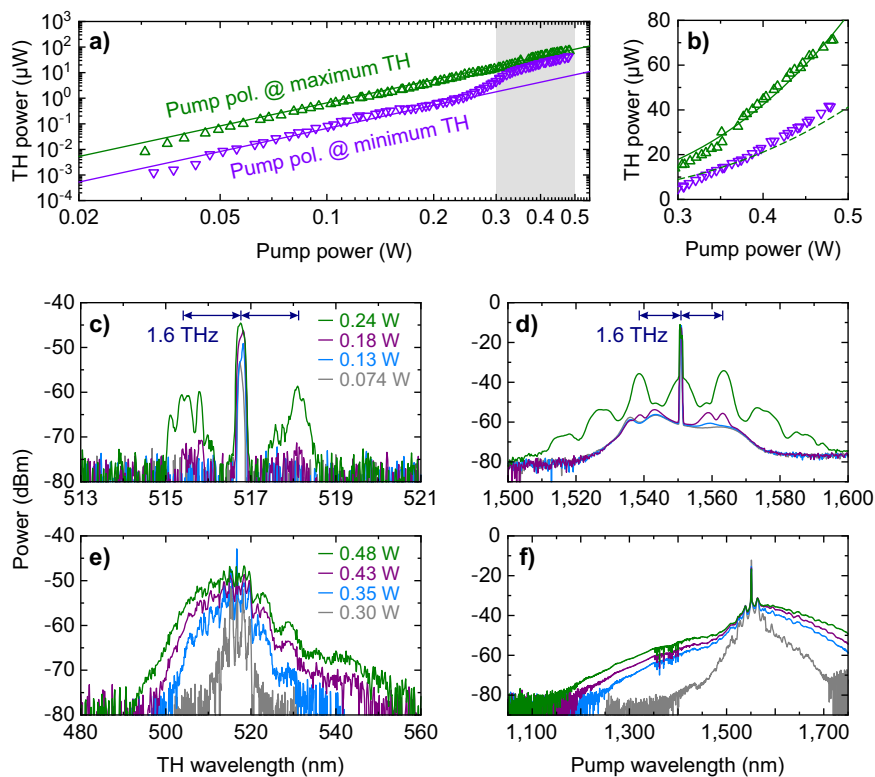 a)
TH power (µW)
10³
10²
10¹
10⁰
10⁻¹
10⁻²
10⁻³
10⁻⁴
Pump pol. @ maximum TH
Pump pol. @ minimum TH
0.02 0.05 0.1 0.2 0.3 0.4 0.5
Pump power (W)
b)
TH power (µW)
80
60
40
20
0
0.3 0.4 0.5
Pump power (W)
c)
1.6 THz
0.24 W
0.18 W
0.13 W
0.074 W
-40
-50
-60
-70
-80
513 515 517 519 521
d)
1.6 THz
0
-20
-40
-60
-80
1,500 1,520 1,540 1,560 1,580 1,600
Power (dBm)
e)
0.48 W
0.43 W
0.35 W
0.30 W
-40
-50
-60
-70
-80
480 500 520 540 560
TH wavelength (nm)
f)
0
-20
-40
-60
-80
1,100 1,300 1,500 1,700
Pump wavelength (nm)